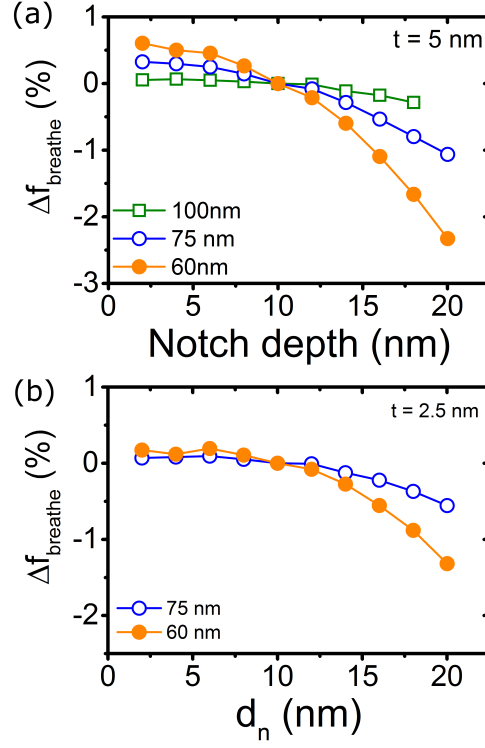 (a)
t = 5 nm
Δf_breathe (%)
1
0
-1
-2
-3
100nm
75 nm
60nm
0
5
10
15
20
Notch depth (nm)
(b)
t = 2.5 nm
Δf_breathe (%)
1
0
-1
-2
75 nm
60 nm
0
5
10
15
20
d_n (nm)